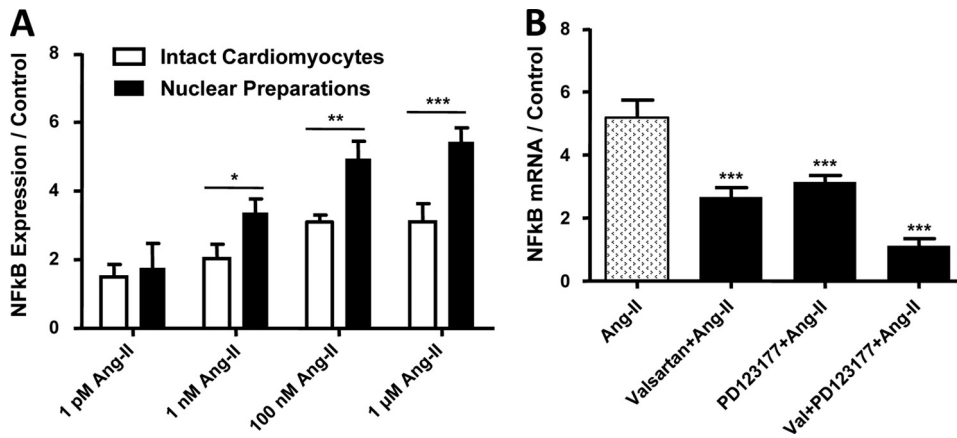 A
NFkB Expression / Control
8
6
4
2
0
Intact Cardiomyocytes
Nuclear Preparations
*
**
***
1 pM Ang-II
1 nM Ang-II
100 nM Ang-II
1 µM Ang-II
B
NFkB mRNA / Control
8
6
4
2
0
***
***
***
Ang-II
Valsartan+Ang-II
PD123177+Ang-II
Val+PD123177+Ang-II